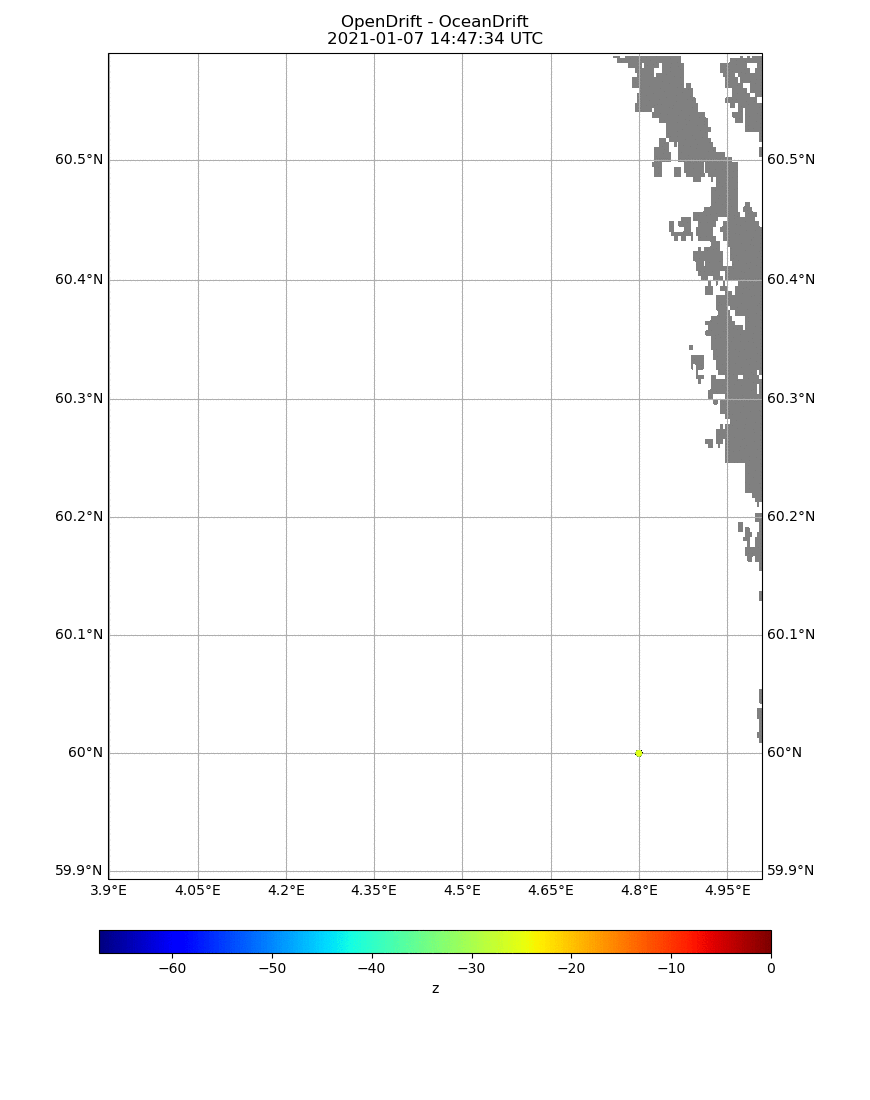 OpenDrift - OceanDrift
2021-01-07 14:47:34 UTC
60.5°N 60.5°N
60.4°N 60.4°N
60.3°N 60.3°N
60.2°N 60.2°N
60.1°N 60.1°N
60°N 60°N
59.9°N 59.9°N
3.9°E 4.05°E 4.2°E 4.35°E 4.5°E 4.65°E 4.8°E 4.95°E
−60 −50 −40 −30 −20 −10 0
z